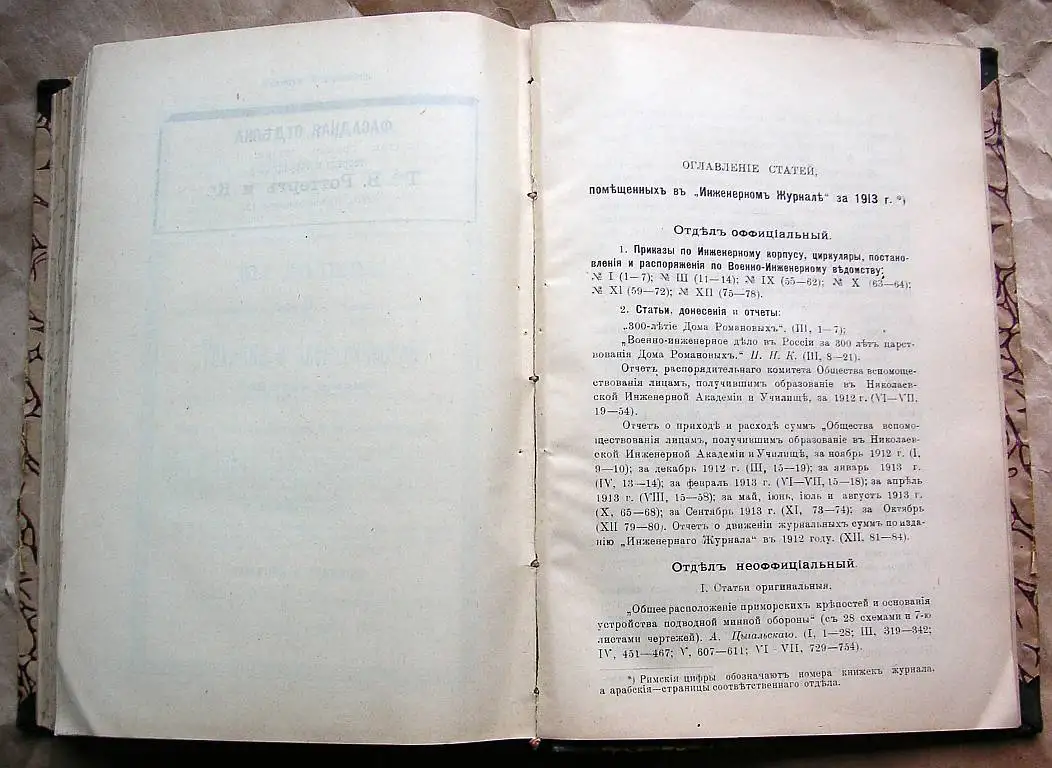 ФАСАДНАЯ ОТДѢЛКА
ОГЛАВЛЕНІЕ СТАТЕЙ,
помѣщенныхъ въ „Инженерномъ Журналѣ“ за 1913 г. *)
Отдѣлъ оффиціальный.
1. Приказы по Инженерному корпусу, циркуляры, постано-
вленія и распоряженія по Военно-Инженерному вѣдомству;
№ I (1—7); № III (11—14); № IX (55—62); № X (63—64);
№ XI (59—72); № XII (75—78).
2. Статьи, донесенія и отчеты:
„300-лѣтіе Дома Романовыхъ“. (III, 1—7);
„Военно-инженерное дѣло въ Россіи за 300 лѣтъ царст-
вованія Дома Романовыхъ.“ И. Н. К. (III, 8—21).
Отчетъ распорядительнаго комитета Общества вспомоще-
ствованія лицамъ, получившимъ образованіе въ Николаев-
ской Инженерной Академіи и Училищѣ, за 1912 г. (VI—VII,
19—54).
Отчетъ о приходѣ и расходѣ суммъ „Общества вспомо-
ществованія лицамъ, получившимъ образованіе въ Николаев-
ской Инженерной Академіи и Училищѣ, за ноябрь 1912 г. (I,
9—10); за декабрь 1912 г. (III, 15—19); за январь 1913 г.
(IV, 13—14); за февраль 1913 г. (VI—VII, 15—18); за апрѣль
1913 г. (VIII, 15—58); за май, іюнь, іюль и августъ 1913 г.
(X, 65—68); за Сентябрь 1913 г. (XI, 73—74); за Октябрь
(XII 79—80). Отчетъ о движеніи журнальныхъ суммъ по изда-
нію „Инженернаго Журнала“ въ 1912 году. (XII, 81—84).
Отдѣлъ неоффиціальный.
I. Статьи оригинальныя.
„Общее расположеніе приморскихъ крѣпостей и основанія
устройства подводной минной обороны“ (съ 28 схемами и 7-ю
листами чертежей). А. Цыгальскаго. (I, 1—28; III, 319—342;
IV, 451—467; V, 607—611; VI—VII, 729—754).
*) Римскія цифры обозначаютъ номера книжекъ журнала,
а арабскія—страницы соотвѣтственнаго отдѣла.